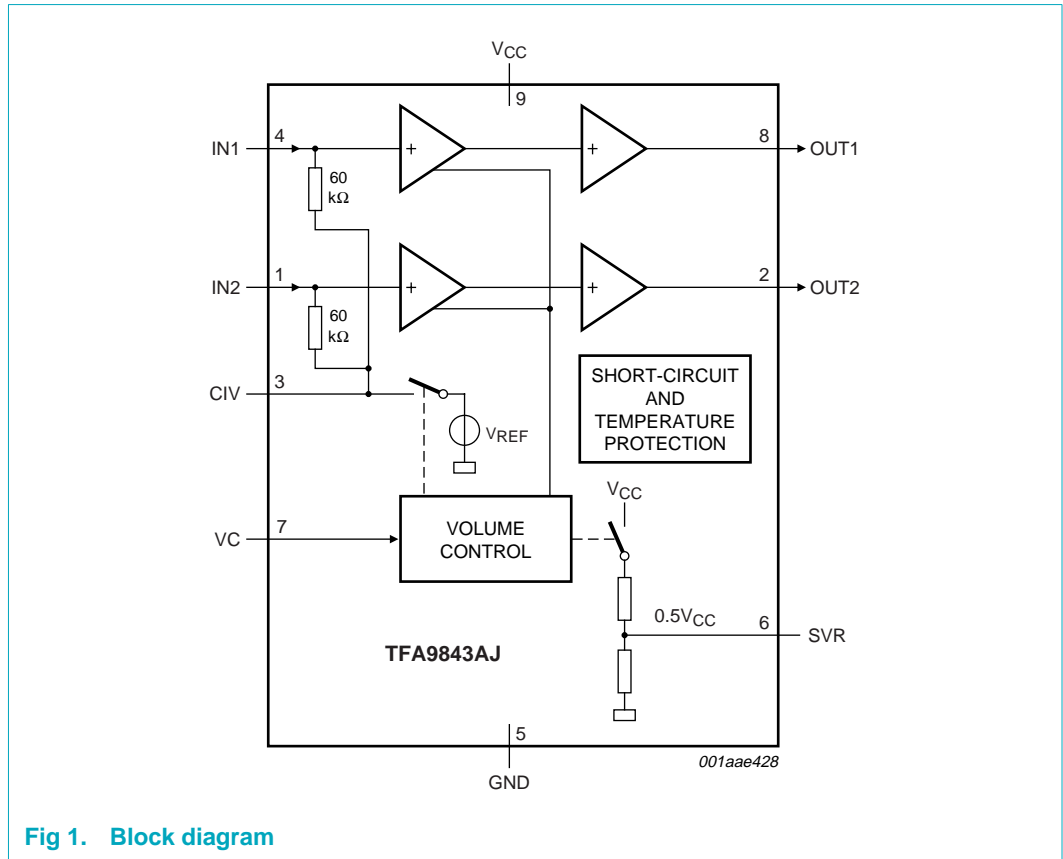 VCC
9
IN1
4
+
+
8
OUT1
60
kΩ
IN2
1
+
+
2
OUT2
60
kΩ
CIV
3
VREF
SHORT-CIRCUIT
AND
TEMPERATURE
PROTECTION
VCC
VC
7
VOLUME
CONTROL
0.5VCC
6
SVR
TFA9843AJ
5
GND
001aae428
Fig 1. Block diagram